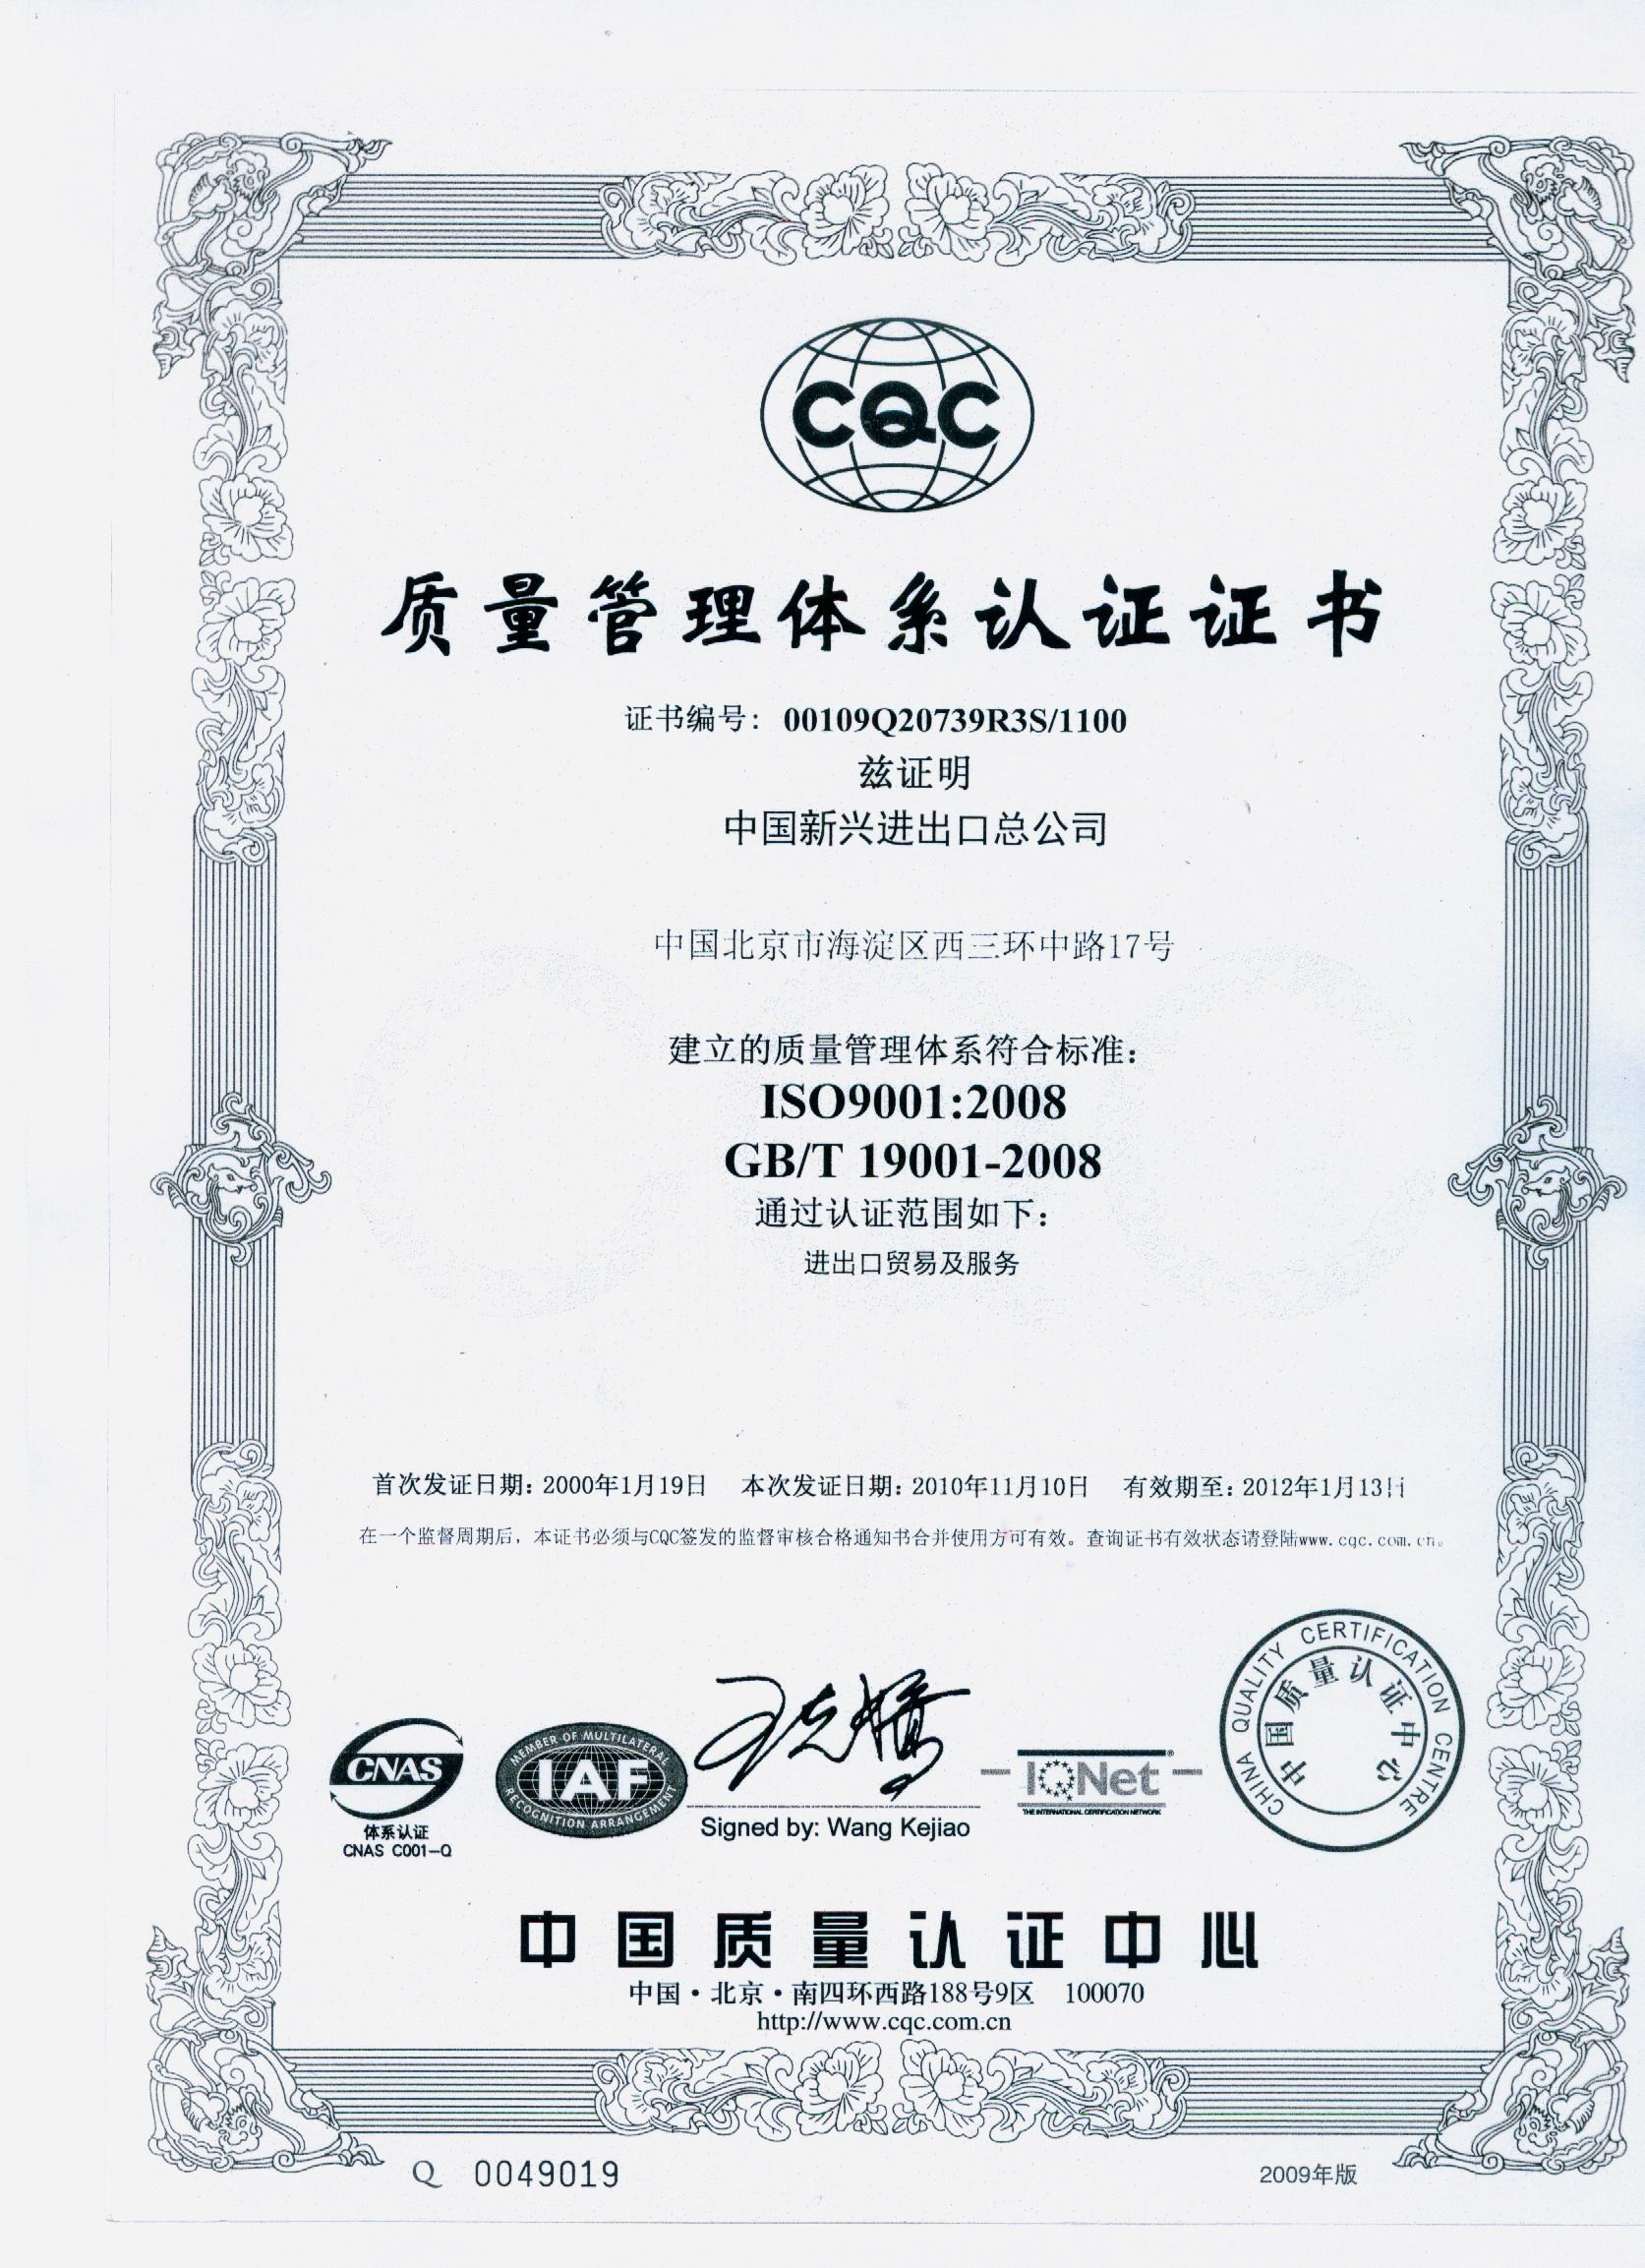 CQC
质量管理体系认证证书
证书编号：00109Q20739R3S/1100
兹证明
中国新兴进出口总公司
中国北京市海淀区西三环中路17号
建立的质量管理体系符合标准：
ISO9001:2008
GB/T 19001-2008
通过认证范围如下：
进出口贸易及服务
首次发证日期：2000年1月19日 本次发证日期：2010年11月10日 有效期至：2012年1月13日
在一个监督周期后，本证书必须与CQC签发的监督审核合格通知书合并使用方可有效。查询证书有效状态请登陆www.cqc.com.cn。
CNAS
体系认证
CNAS C001-Q
MEMBER OF MULTILATERAL
IAF
RECOGNITION ARRANGEMENT
王克娇
Signed by: Wang Kejiao
IQNet®
THE INTERNATIONAL CERTIFICATION NETWORK
CHINA QUALITY CERTIFICATION CENTRE
中国质量认证中心
中国质量认证中心
中国·北京·南四环西路188号9区 100070
http://www.cqc.com.cn
Q 0049019
2009年版